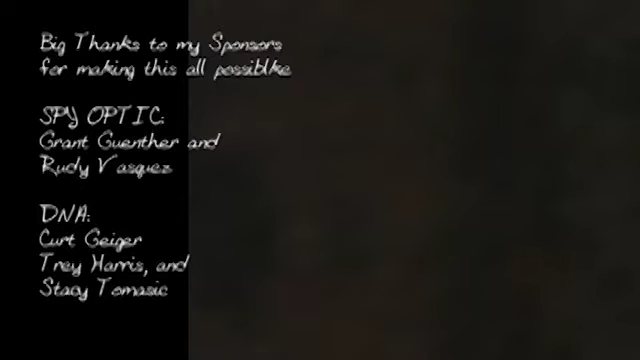 Big Thanks to my Sponsors
for making this all possiblke
SPY OPTIC:
Grant Guenther and
Rudy Vasquez
DNA:
Curt Geiger
Trey Harris, and
Stacy Tomasic